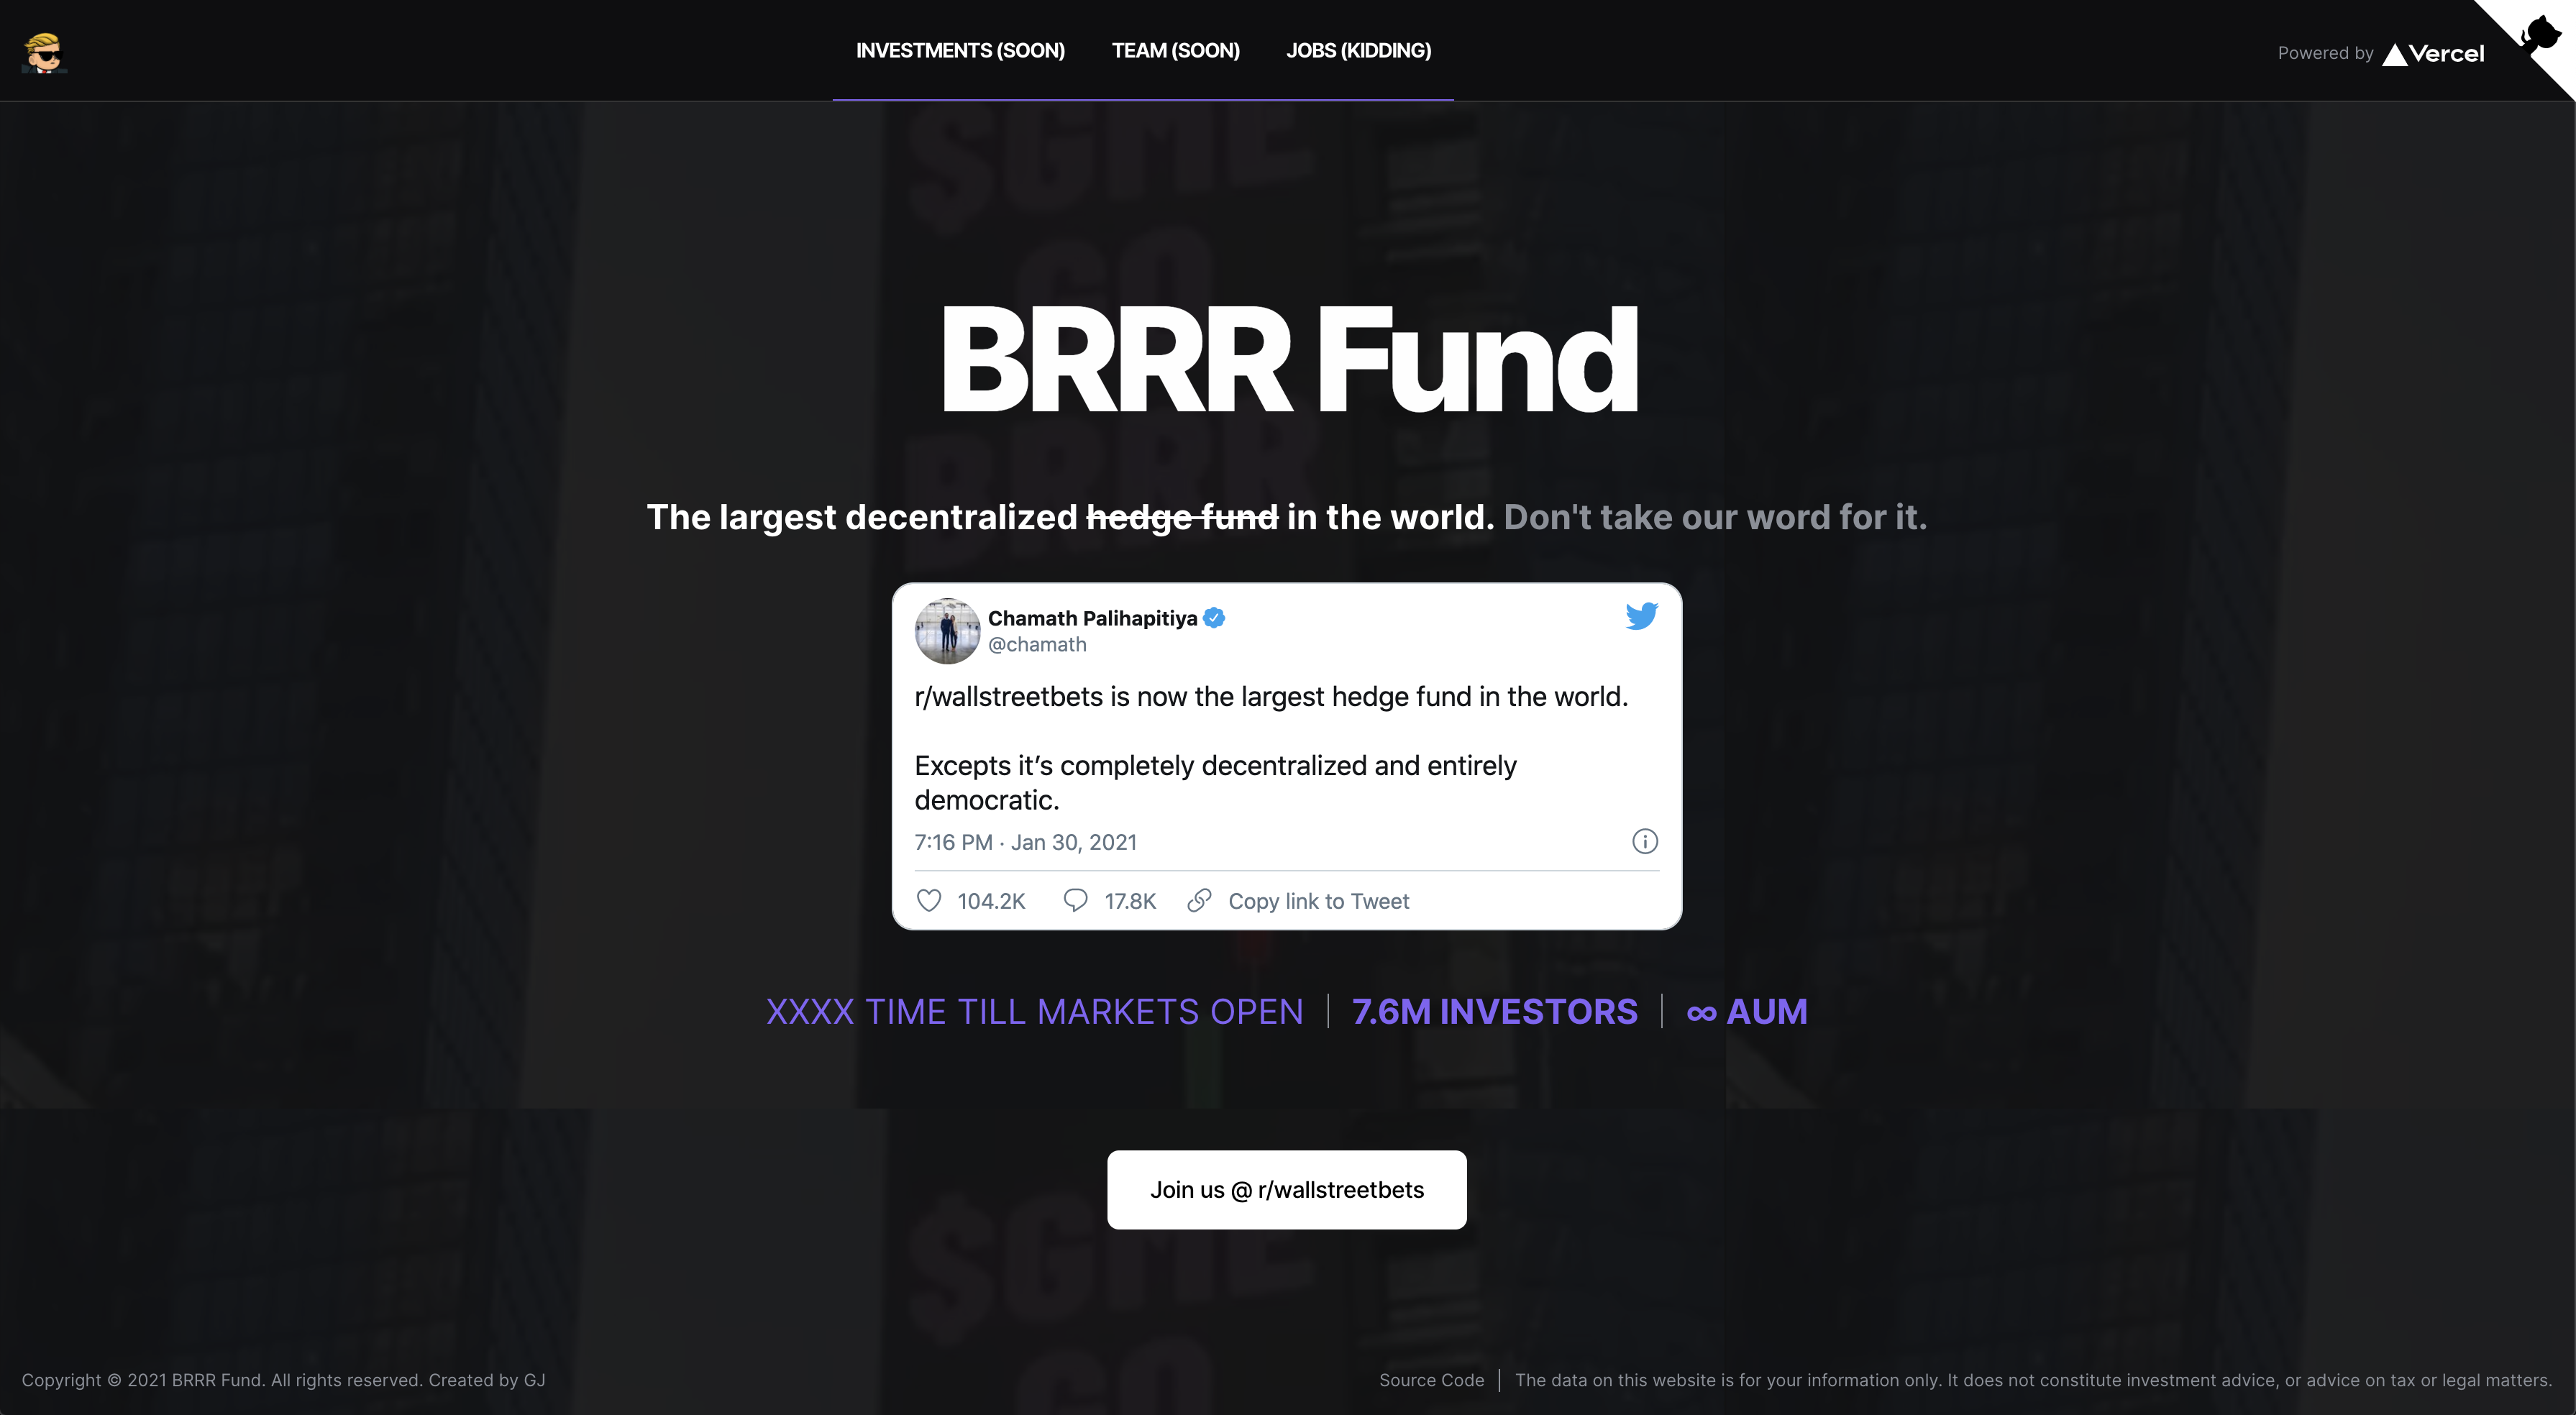 INVESTMENTS (SOON) TEAM (SOON) JOBS (KIDDING)
Powered by Vercel
$GME
GO
BRRR
BRRR Fund
The largest decentralized hedge fund in the world. Don't take our word for it.
Chamath Palihapitiya
@chamath
r/wallstreetbets is now the largest hedge fund in the world.
Excepts it’s completely decentralized and entirely
democratic.
7:16 PM · Jan 30, 2021
104.2K 17.8K Copy link to Tweet
XXXX TIME TILL MARKETS OPEN | 7.6M INVESTORS | ∞ AUM
Join us @ r/wallstreetbets
$GME
GO
Copyright © 2021 BRRR Fund. All rights reserved. Created by GJ
Source Code | The data on this website is for your information only. It does not constitute investment advice, or advice on tax or legal matters.